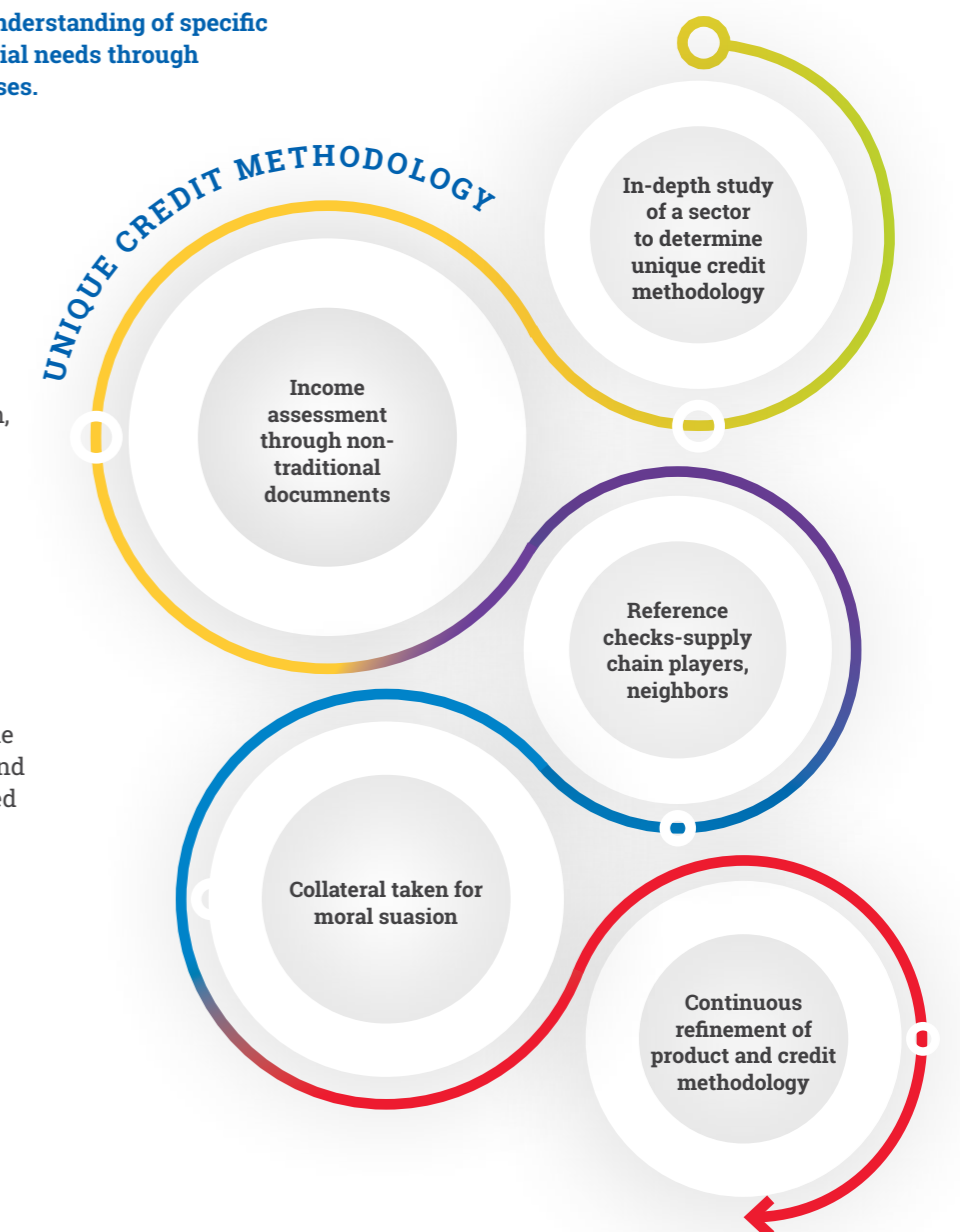 nderstanding of specific
ial needs through
ses.
UNIQUE CREDIT METHODOLOGY
In-depth study
of a sector
to determine
unique credit
methodology
Income
assessment
through non-
traditional
documnents
Reference
checks-supply
chain players,
neighbors
Collateral taken for
moral suasion
Continuous
refinement of
product and credit
methodology